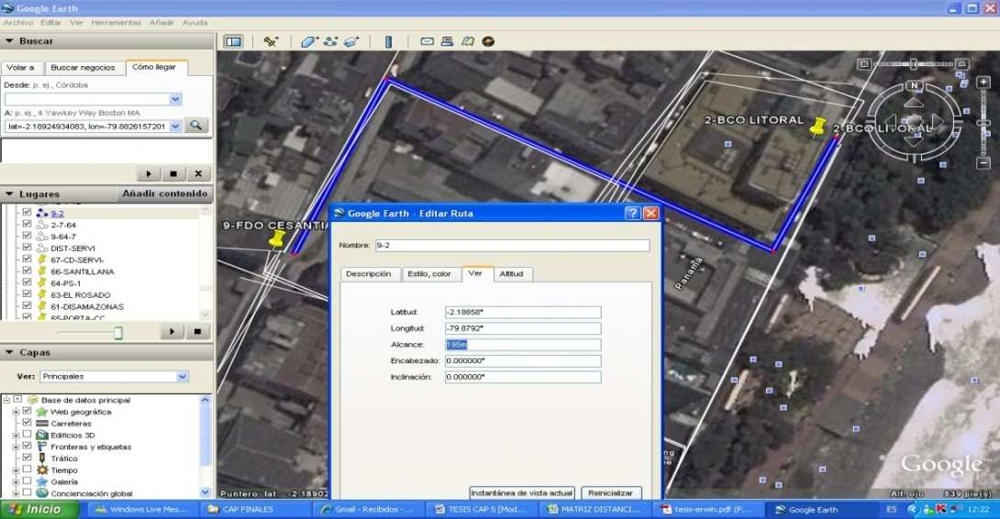 Google Earth
Archivo Editar Ver Herramientas Añadir Ayuda
Buscar
Volar a Buscar negocios Cómo llegar
Desde: p. ej., Córdoba
A: p. ej., 4 Yawkey Way Boston MA
lat=-2.18924934083, lon=-79.8826157201
Lugares Añadir contenido
9-2
2-7-64
9-64-7
DIST-SERVI
67-CD-SERVI-
66-SANTILLANA
64-PS-1
63-EL ROSADO
61-DISAMAZONAS
65-PORTA-CC
Capas
Ver: Principales
Base de datos principal
Web geográfica
Carreteras
Edificios 3D
Fronteras y etiquetas
Tráfico
Tiempo
Galería
Concienciación global
2-BCO LITORAL
2-BCO LITORAL
N
9-FDO CESANTIA
Panamá
Google Earth - Editar Ruta
Nombre: 9-2
Descripción Estilo, color Ver Altitud
Latitud: -2.18858°
Longitud: -79.8792°
Alcance: 195m
Encabezado: 0.000000°
Inclinación: 0.000000°
Instantánea de vista actual Reinicializar
Google
Puntero lat -2.18902
Alt. ojo 839 pie(s)
Inicio Windows Live Mes... CAP FINALES Gmail - Recibidos -... TESIS CAP 5 [Mod... MATRIZ DISTANCI... tesis-erwin.pdf (P... Google Earth ES 12:22